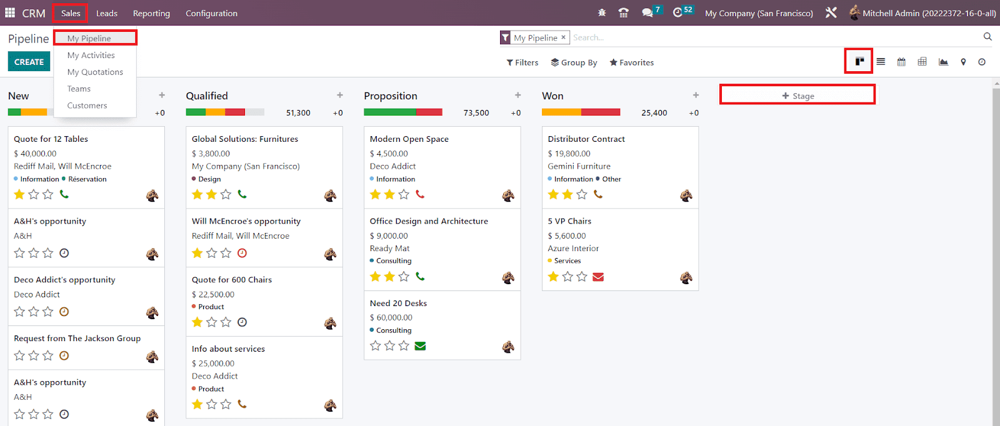 CRM Sales Leads Reporting Configuration 7 52 My Company (San Francisco) Mitchell Admin (20222372-16-0-all)
Pipeline
My Pipeline × Search...
CREATE
My Pipeline
My Activities
My Quotations
Teams
Customers
Filters Group By Favorites
New +
+0
Quote for 12 Tables
$ 40,000.00
Rediff Mail, Will McEncroe
Information Réservation
A&H's opportunity
A&H
Deco Addict's opportunity
Deco Addict
Request from The Jackson Group
A&H's opportunity
A&H
Qualified +
51,300 +0
Global Solutions: Furnitures
$ 3,800.00
My Company (San Francisco)
Design
Will McEncroe's opportunity
Rediff Mail, Will McEncroe
Quote for 600 Chairs
$ 22,500.00
Product
Info about services
$ 25,000.00
Deco Addict
Product
Proposition +
73,500 +0
Modern Open Space
$ 4,500.00
Deco Addict
Information
Office Design and Architecture
$ 9,000.00
Ready Mat
Consulting
Need 20 Desks
$ 60,000.00
Consulting
Won +
25,400 +0
Distributor Contract
$ 19,800.00
Gemini Furniture
Information Other
5 VP Chairs
$ 5,600.00
Azure Interior
Services
+ Stage